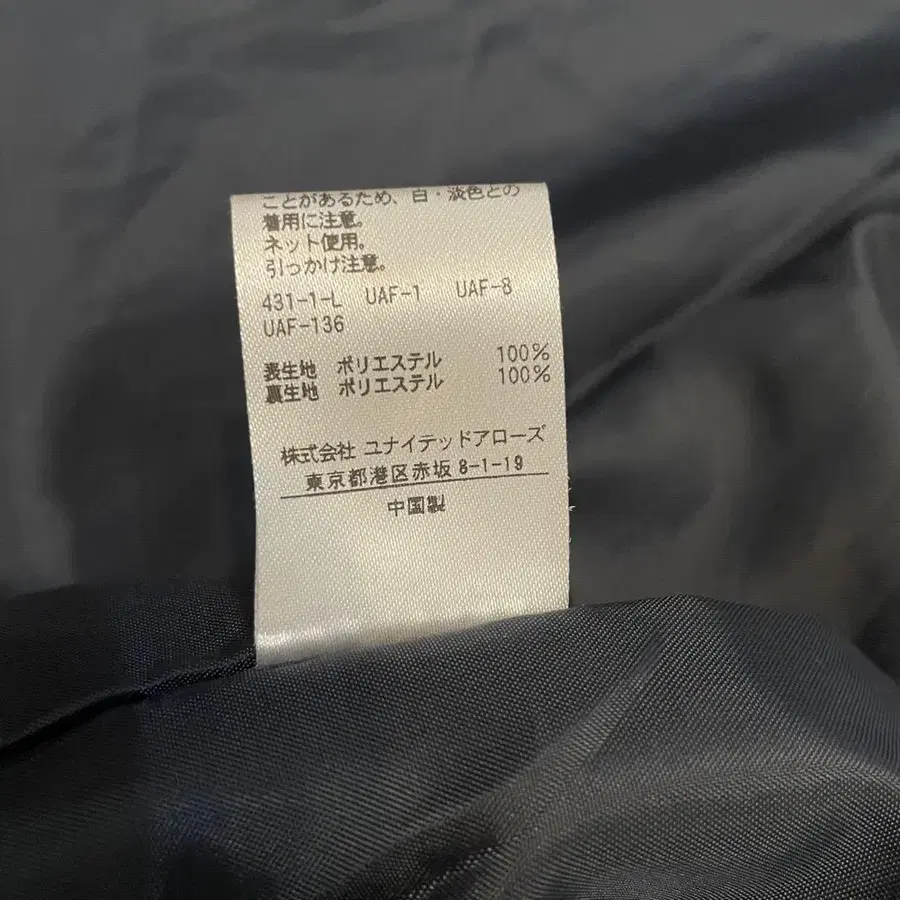 ことがあるため、白・淡色との
着用に注意。
ネット使用。
引っかけ注意。
431-1-L UAF-1 UAF-8
UAF-136
表生地 ポリエステル 100%
裏生地 ポリエステル 100%
株式会社 ユナイテッドアローズ
東京都港区赤坂 8-1-19
中国製